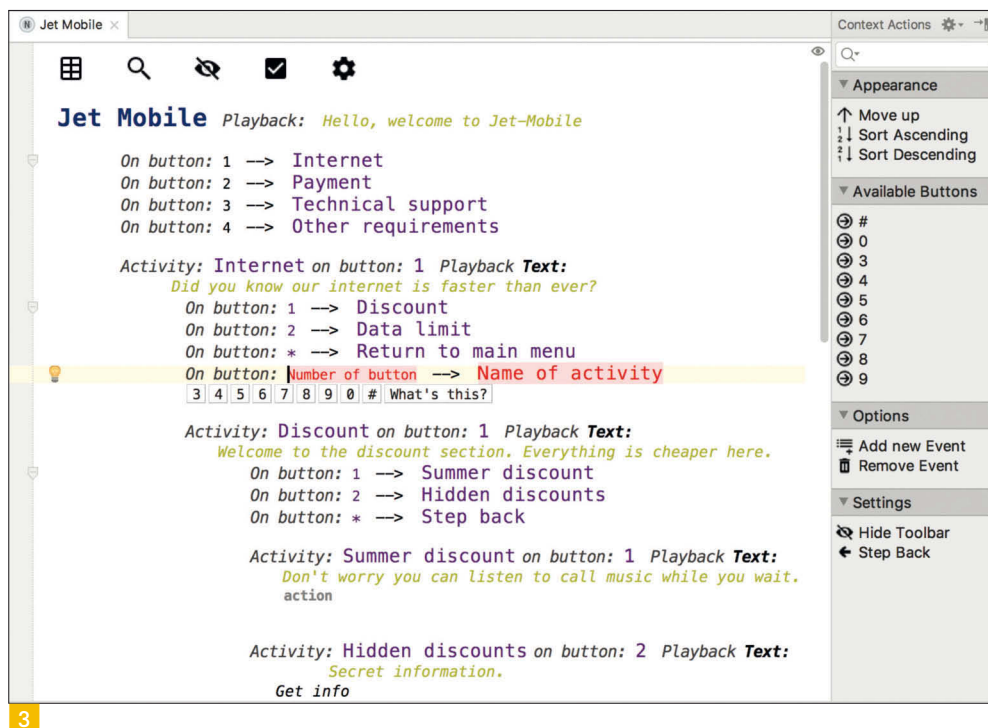 Jet Mobile
Jet Mobile Playback: Hello, welcome to Jet-Mobile
On button: 1 --> Internet
On button: 2 --> Payment
On button: 3 --> Technical support
On button: 4 --> Other requirements
Activity: Internet on button: 1 Playback Text:
Did you know our internet is faster than ever?
On button: 1 --> Discount
On button: 2 --> Data limit
On button: * --> Return to main menu
On button: Number of button --> Name of activity
3 4 5 6 7 8 9 0 # What's this?
Activity: Discount on button: 1 Playback Text:
Welcome to the discount section. Everything is cheaper here.
On button: 1 --> Summer discount
On button: 2 --> Hidden discounts
On button: * --> Step back
Activity: Summer discount on button: 1 Playback Text:
Don't worry you can listen to call music while you wait.
action
Activity: Hidden discounts on button: 2 Playback Text:
Secret information.
Get info
Context Actions
Appearance
Move up
Sort Ascending
Sort Descending
Available Buttons
#
0
3
4
5
6
7
8
9
Options
Add new Event
Remove Event
Settings
Hide Toolbar
Step Back
3